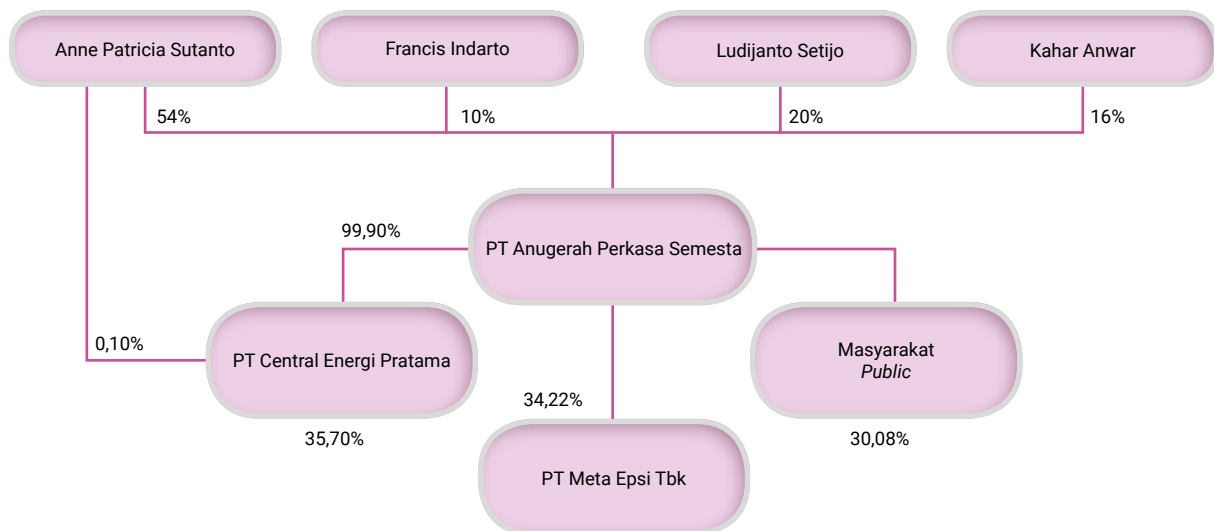 Anne Patricia Sutanto
Francis Indarto
Ludijanto Setijo
Kahar Anwar
54%
10%
20%
16%
99,90%
PT Anugerah Perkasa Semesta
0,10%
PT Central Energi Pratama
Masyarakat
Public
34,22%
35,70%
30,08%
PT Meta Epsi Tbk